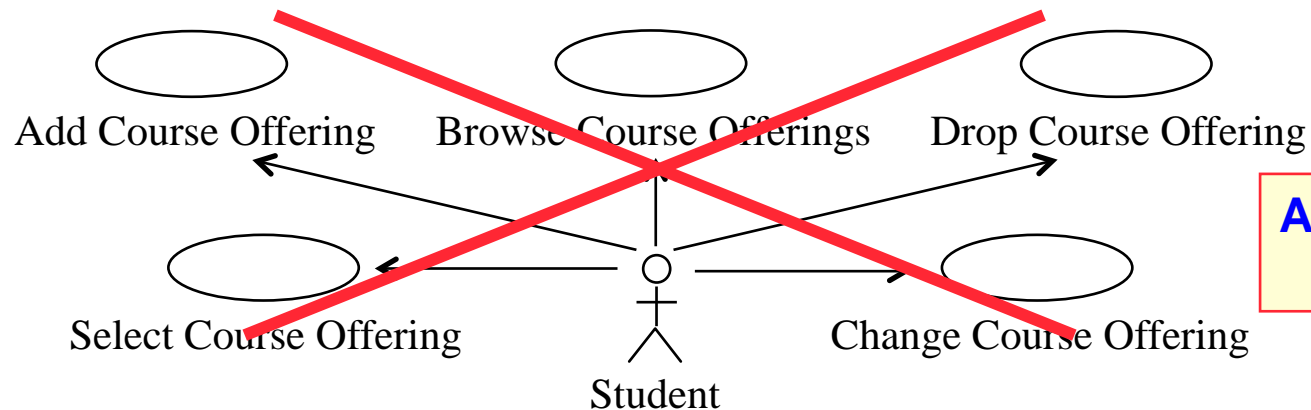 Add Course Offering
Browse Course Offerings
Drop Course Offering
A
Select Course Offering
Change Course Offering
Student